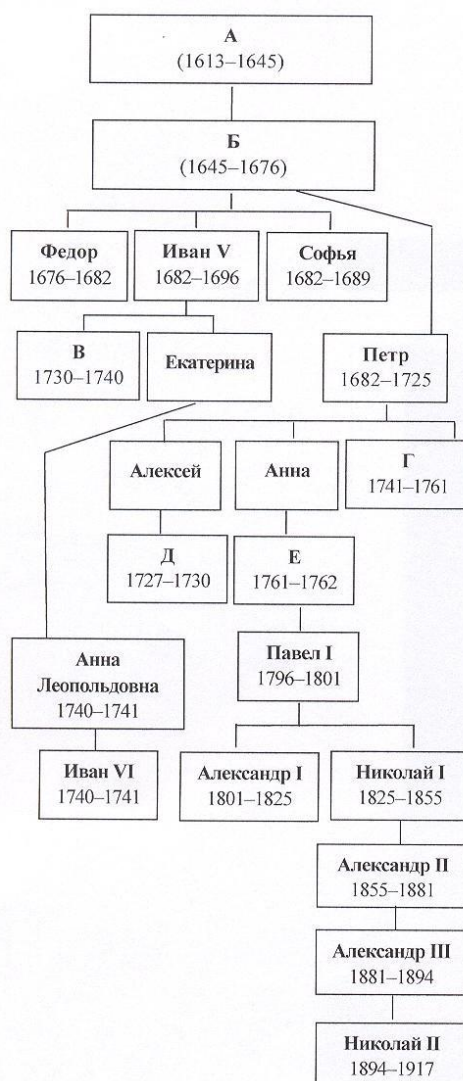 А
(1613–1645)
Б
(1645–1676)
Федор
1676–1682
Иван V
1682–1696
Софья
1682–1689
В
1730–1740
Екатерина
Петр
1682–1725
Алексей
Анна
Г
1741–1761
Д
1727–1730
Е
1761–1762
Анна
Леопольдовна
1740–1741
Павел I
1796–1801
Иван VI
1740–1741
Александр I
1801–1825
Николай I
1825–1855
Александр II
1855–1881
Александр III
1881–1894
Николай II
1894–1917